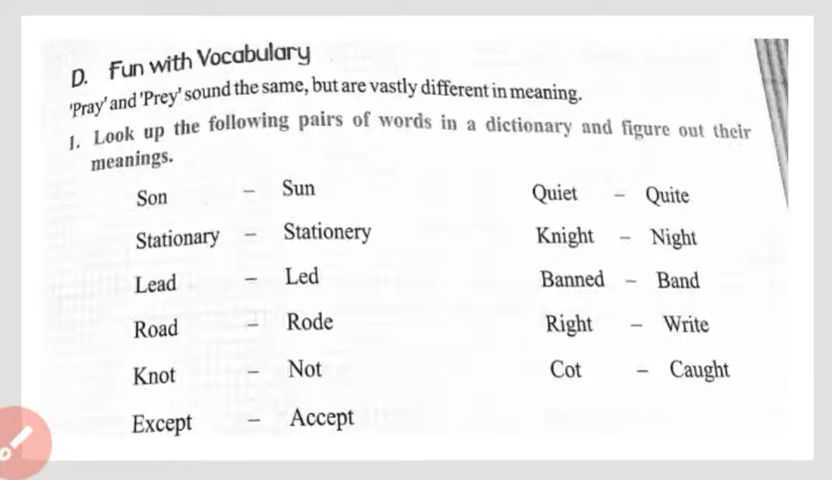 D. Fun with Vocabulary
'Pray' and 'Prey' sound the same, but are vastly different in meaning.
1. Look up the following pairs of words in a dictionary and figure out their
meanings.
Son – Sun
Stationary – Stationery
Lead – Led
Road – Rode
Knot – Not
Except – Accept
Quiet – Quite
Knight – Night
Banned – Band
Right – Write
Cot – Caught